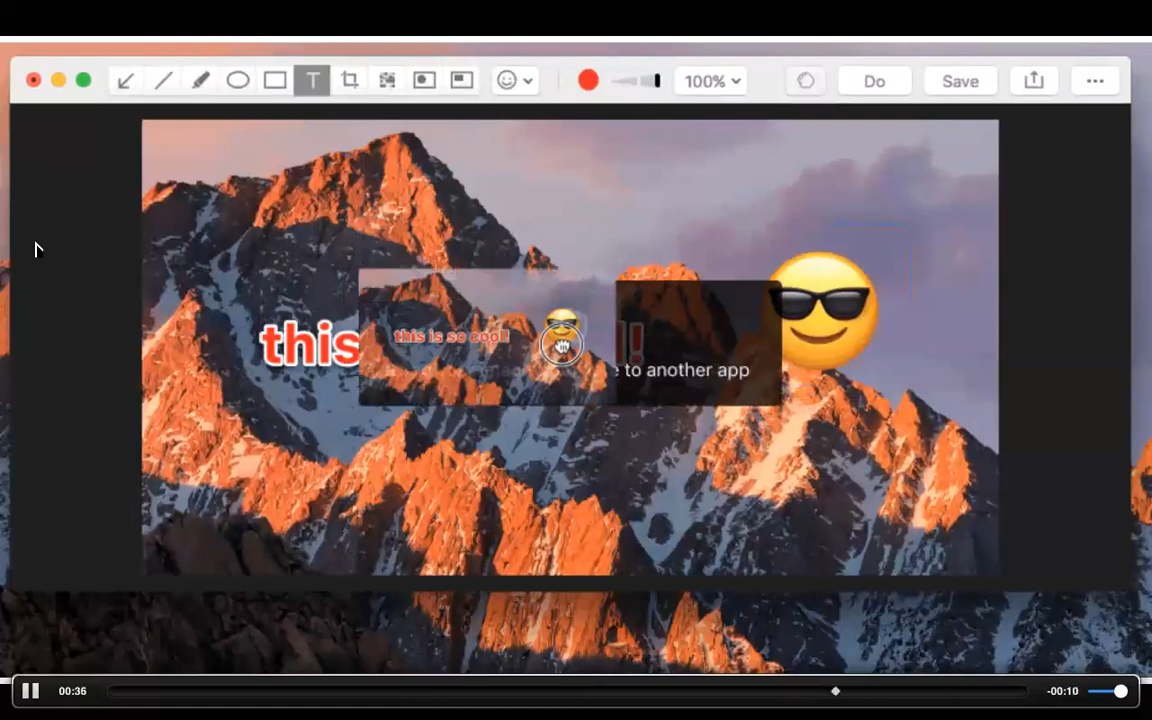 T 100% Do Save ...
this
this is so cool!
l!
to another app
00:36 -00:10